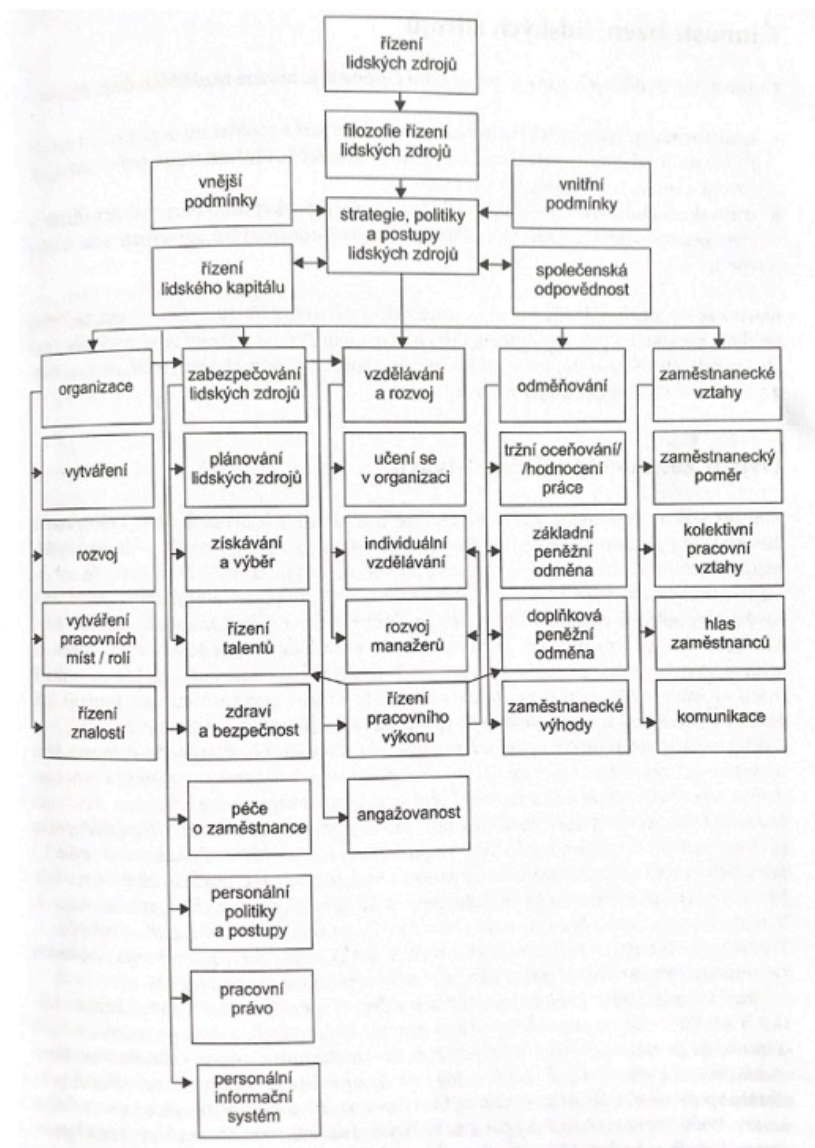 řízení
lidských zdrojů
filozofie řízení
lidských zdrojů
vnější
podmínky
strategie, politiky
a postupy
lidských zdrojů
vnitřní
podmínky
řízení
lidského kapitálu
společenská
odpovědnost
organizace
zabezpečování
lidských zdrojů
vzdělávání
a rozvoj
odměňování
zaměstnanecké
vztahy
vytváření
plánování
lidských zdrojů
učení se
v organizaci
tržní oceňování/
/hodnocení
práce
zaměstnanecký
poměr
rozvoj
získávání
a výběr
individuální
vzdělávání
základní
peněžní
odměna
kolektivní
pracovní
vztahy
vytváření
pracovních
míst / rolí
řízení
talentů
rozvoj
manažerů
doplňková
peněžní
odměna
hlas
zaměstnanců
řízení
znalostí
zdraví
a bezpečnost
řízení
pracovního
výkonu
zaměstnanecké
výhody
komunikace
péče
o zaměstnance
angažovanost
personální
politiky
a postupy
pracovní
právo
personální
informační
systém